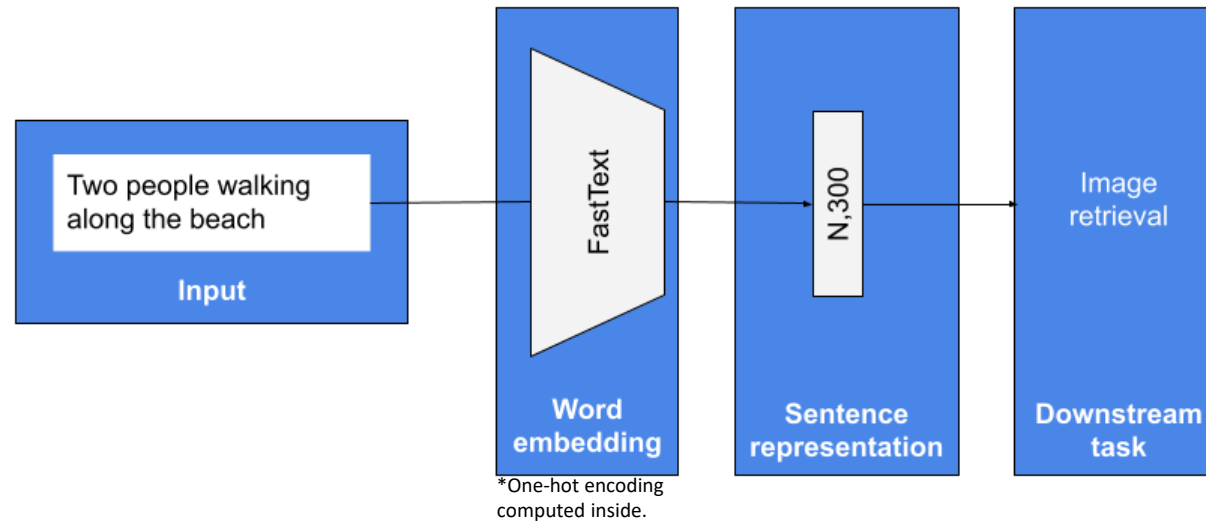 Two people walking
along the beach
Input
FastText
Word
embedding
*One-hot encoding
computed inside.
N,300
Sentence
representation
Image
retrieval
Downstream
task